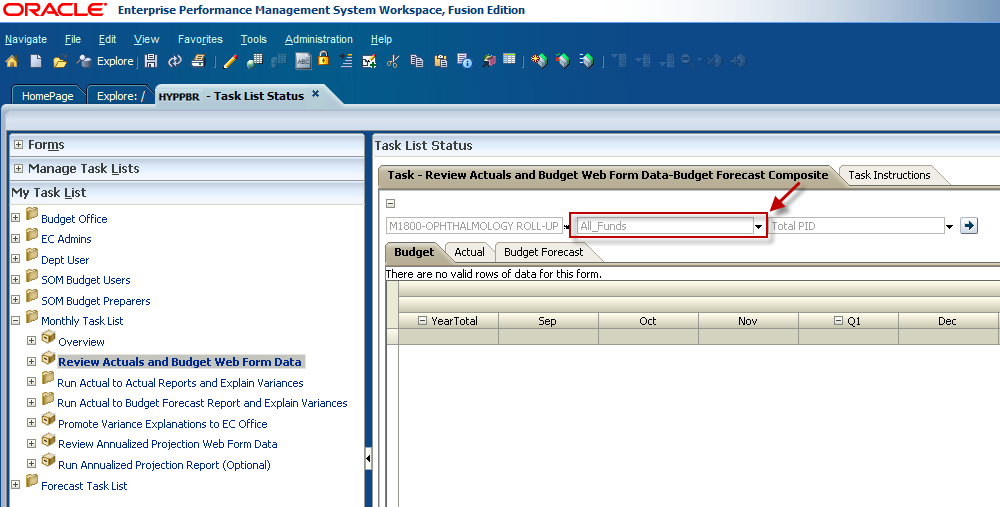 ORACLE® Enterprise Performance Management System Workspace, Fusion Edition
Navigate File Edit View Favorites Tools Administration Help
Explore ABC
HomePage Explore: / HYPPBR - Task List Status ×
Forms
Manage Task Lists
My Task List
Budget Office
EC Admins
Dept User
SOM Budget Users
SOM Budget Preparers
Monthly Task List
Overview
Review Actuals and Budget Web Form Data
Run Actual to Actual Reports and Explain Variances
Run Actual to Budget Forecast Report and Explain Variances
Promote Variance Explanations to EC Office
Review Annualized Projection Web Form Data
Run Annualized Projection Report (Optional)
Forecast Task List
Task List Status
Task - Review Actuals and Budget Web Form Data-Budget Forecast Composite Task Instructions
M1800-OPHTHALMOLOGY ROLL-UP All_Funds Total PID
Budget Actual Budget Forecast
There are no valid rows of data for this form.
YearTotal Sep Oct Nov Q1 Dec